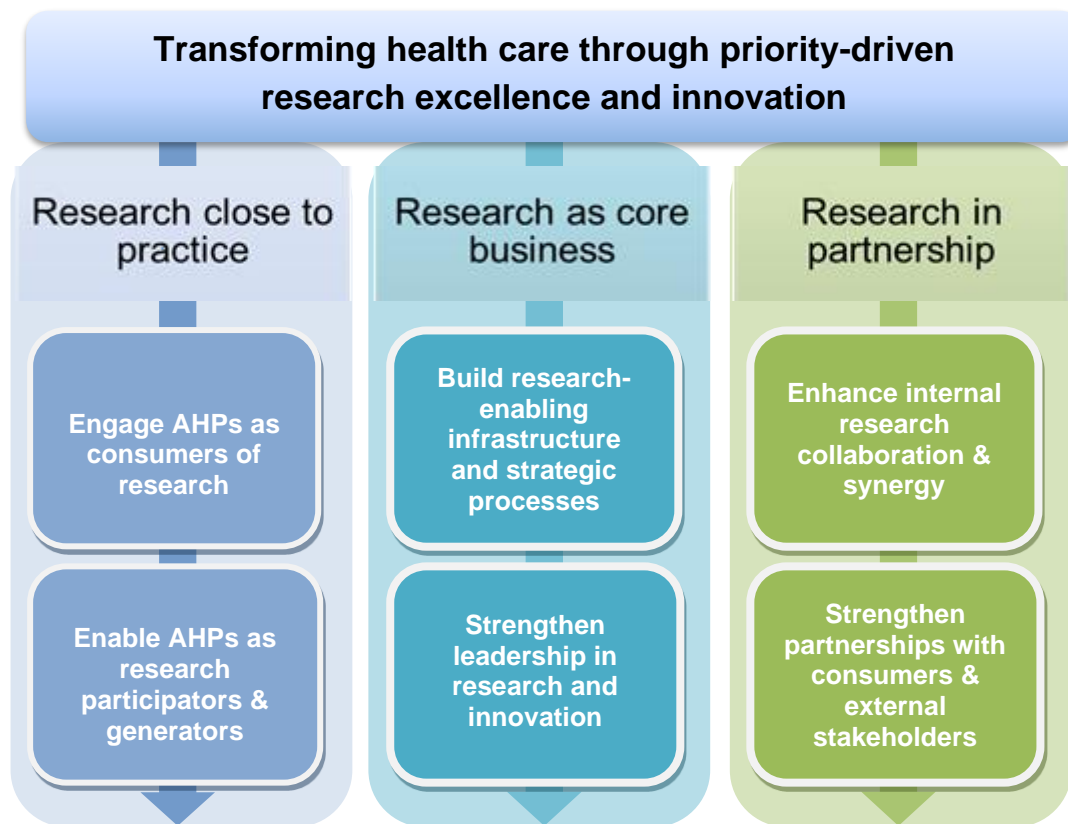 Transforming health care through priority-driven
research excellence and innovation
Research close to
practice
Engage AHPs as
consumers of
research
Enable AHPs as
research
participators &
generators
Research as core
business
Build research-
enabling
infrastructure
and strategic
processes
Strengthen
leadership in
research and
innovation
Research in
partnership
Enhance internal
research
collaboration &
synergy
Strengthen
partnerships with
consumers &
external
stakeholders